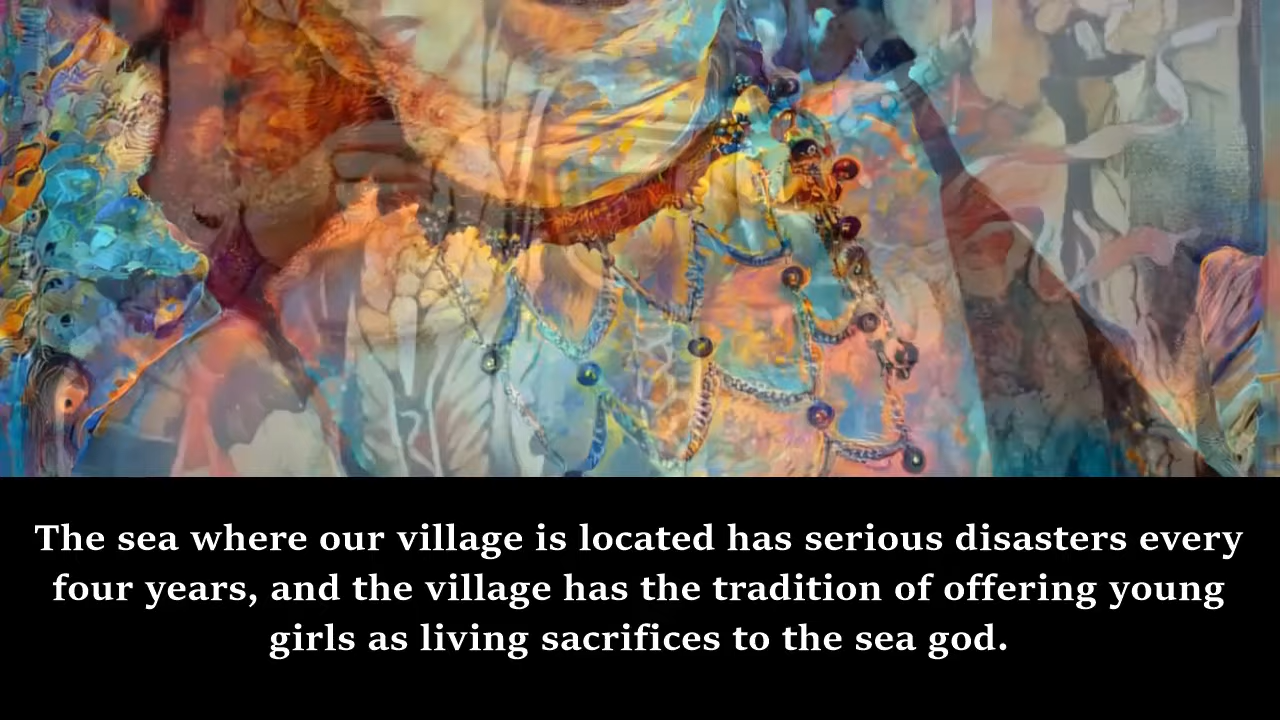 The sea where our village is located has serious disasters every
four years, and the village has the tradition of offering young
girls as living sacrifices to the sea god.